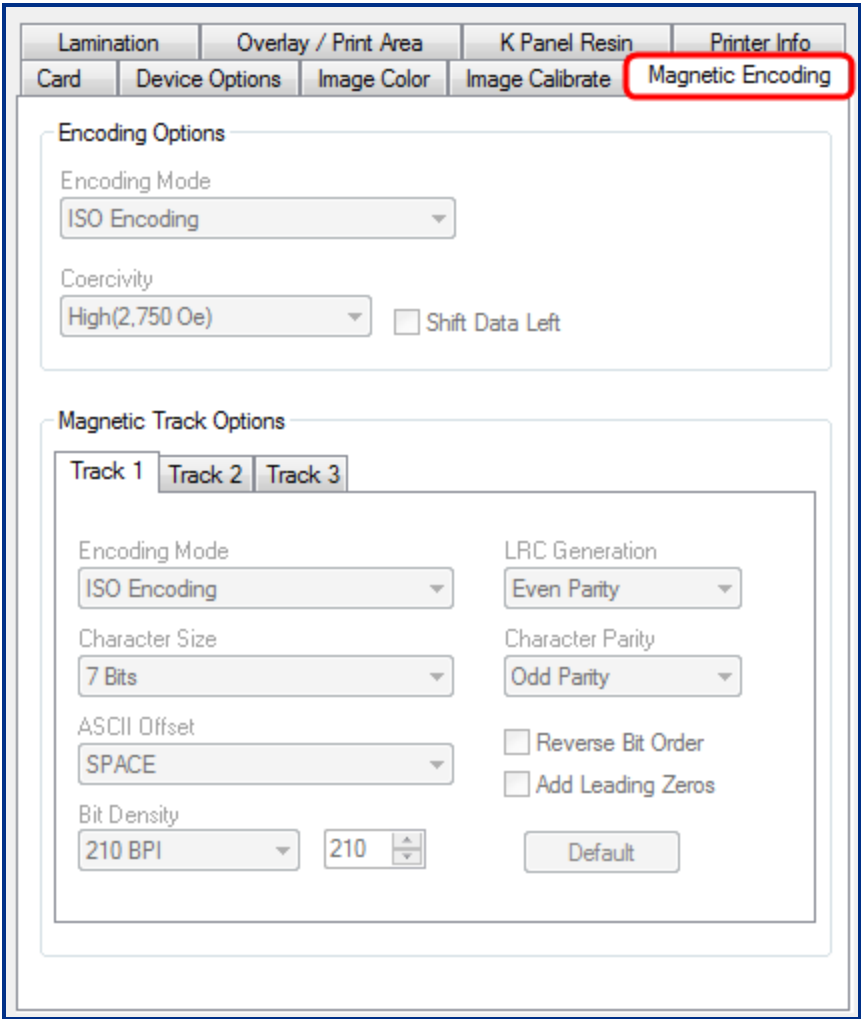 Lamination Overlay / Print Area K Panel Resin Printer Info
Card Device Options Image Color Image Calibrate Magnetic Encoding
Encoding Options
Encoding Mode
ISO Encoding
Coercivity
High(2,750 Oe) Shift Data Left
Magnetic Track Options
Track 1 Track 2 Track 3
Encoding Mode LRC Generation
ISO Encoding Even Parity
Character Size Character Parity
7 Bits Odd Parity
ASCII Offset
SPACE
Reverse Bit Order
Add Leading Zeros
Bit Density
210 BPI 210 Default